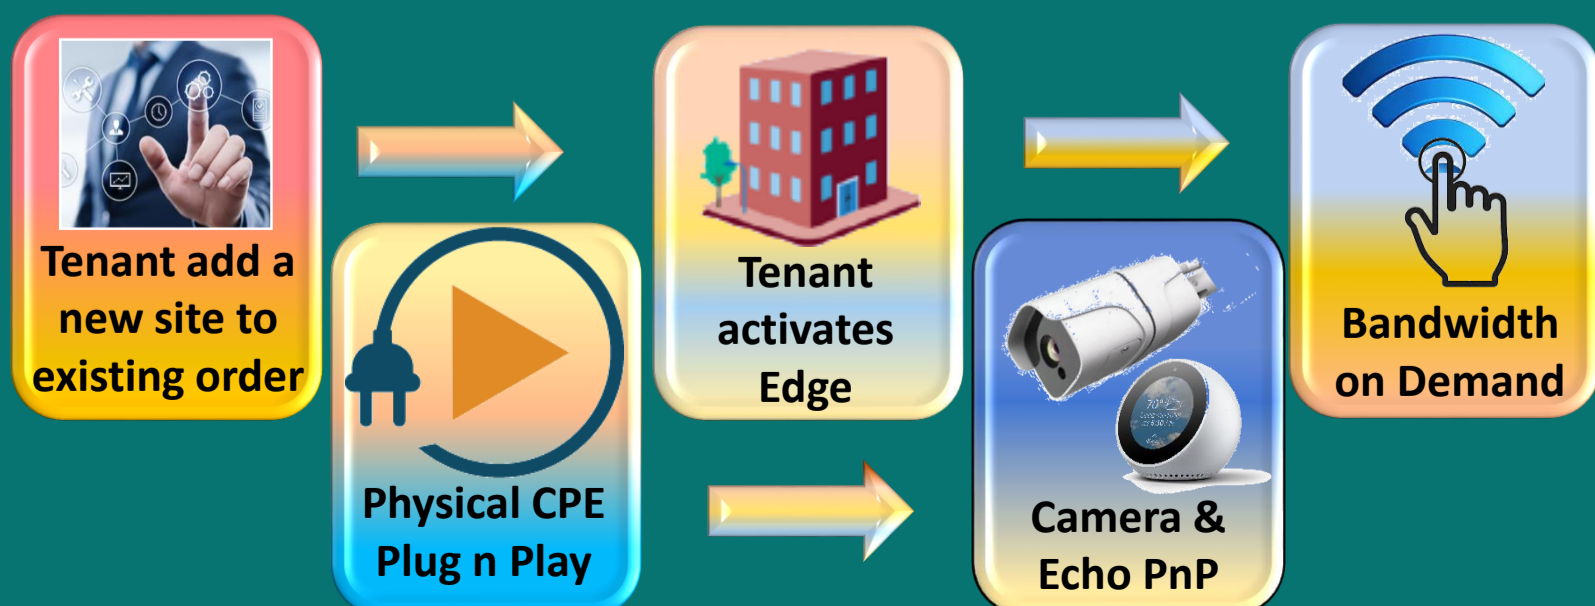 Tenant add a
new site to
existing order
Physical CPE
Plug n Play
Tenant
activates
Edge
Camera &
Echo PnP
Bandwidth
on Demand